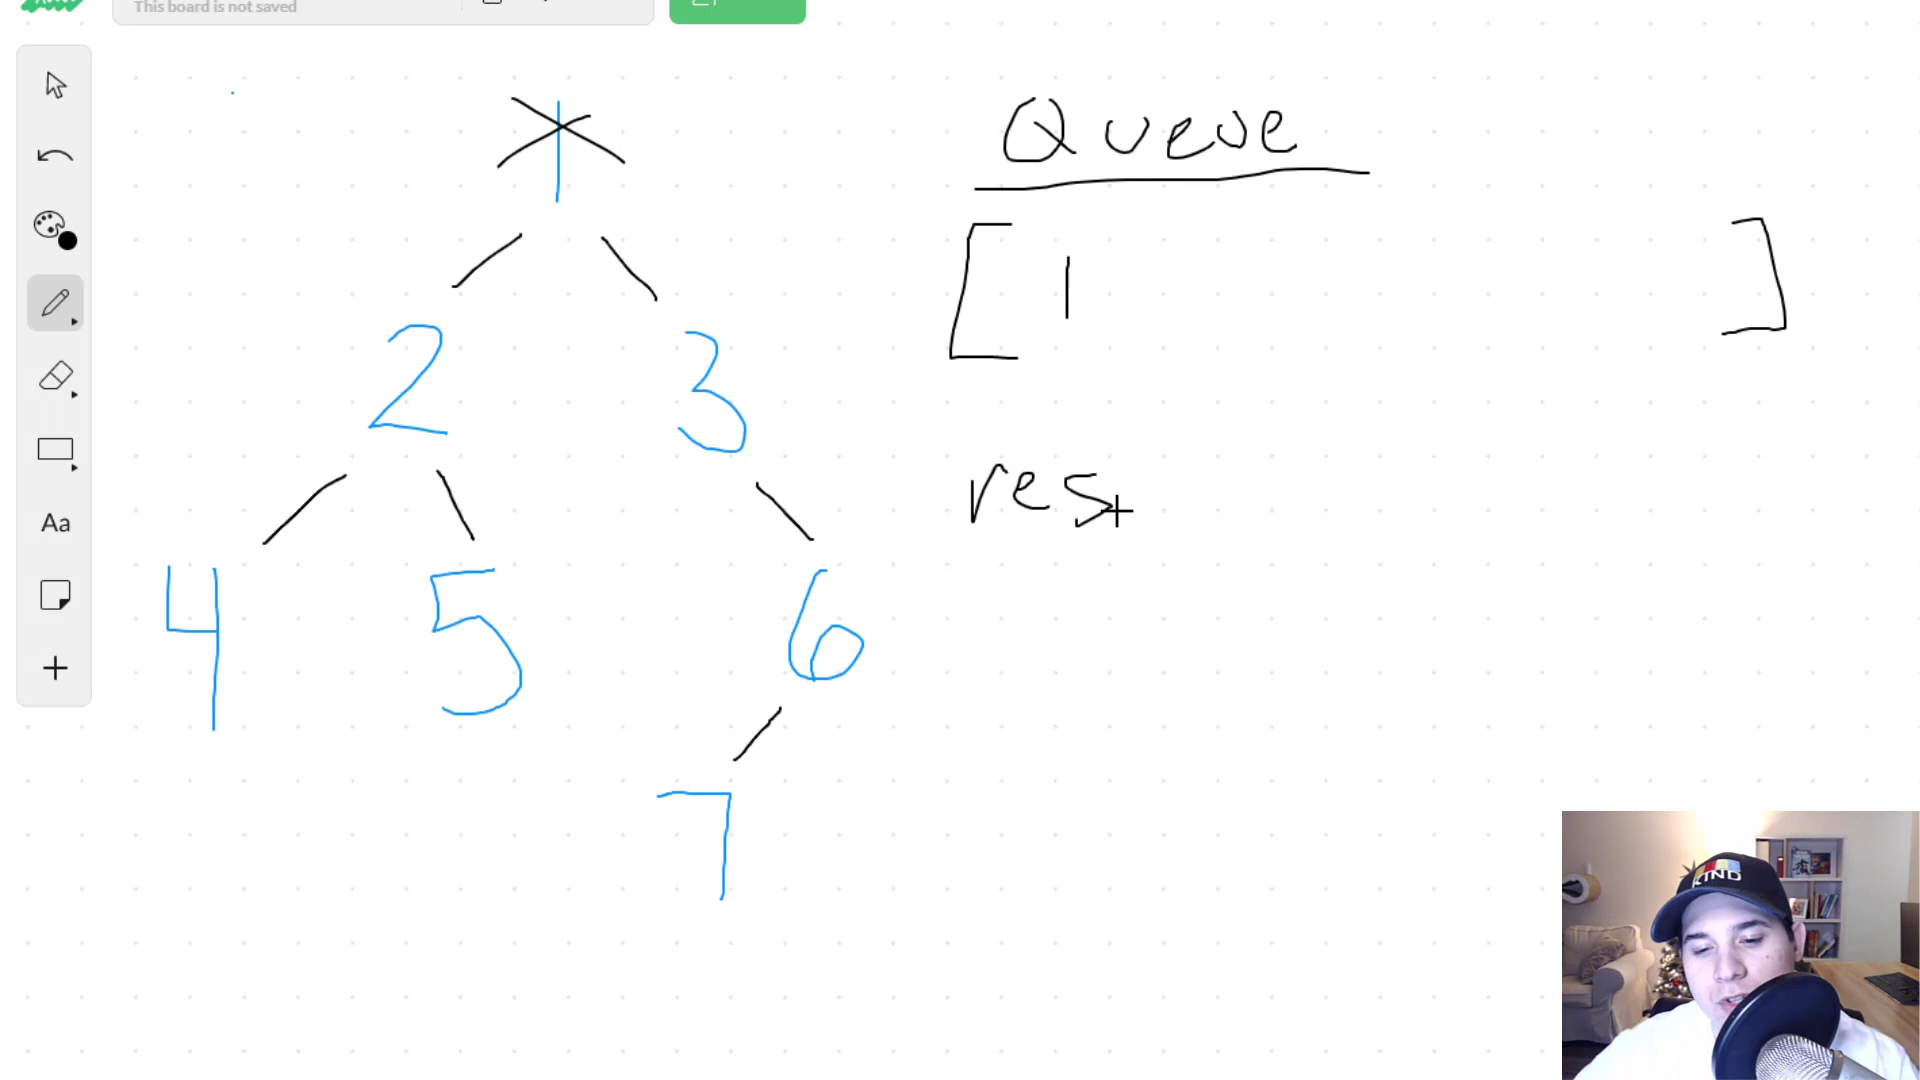 This board is not saved
Queue
1
[ 1 ]
2 3
res
Aa
4 5 6
7
KIND